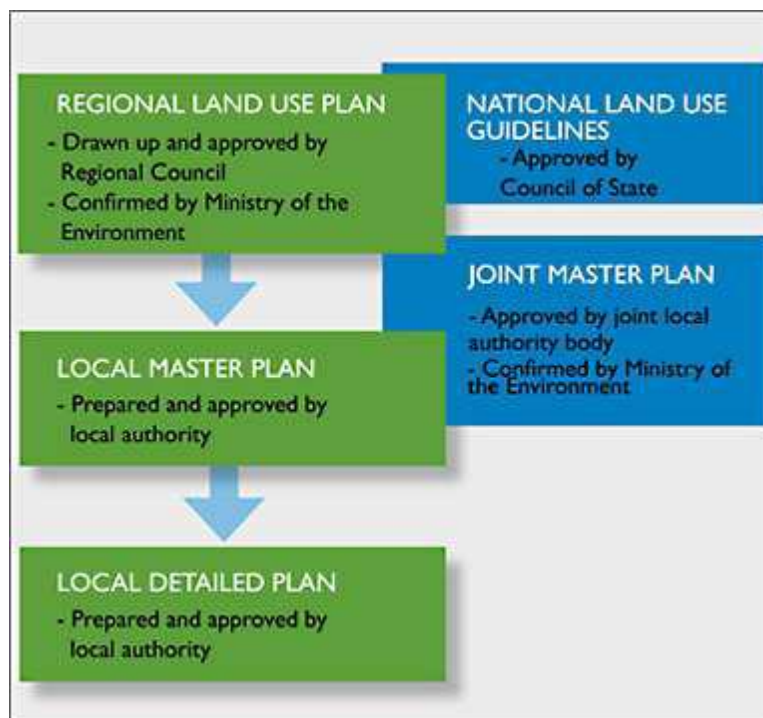 REGIONAL LAND USE PLAN
- Drawn up and approved by
Regional Council
- Confirmed by Ministry of the
Environment
NATIONAL LAND USE
GUIDELINES
- Approved by
Council of State
JOINT MASTER PLAN
- Approved by joint local
authority body
- Confirmed by Ministry of
the Environment
LOCAL MASTER PLAN
- Prepared and approved by
local authority
LOCAL DETAILED PLAN
- Prepared and approved by
local authority